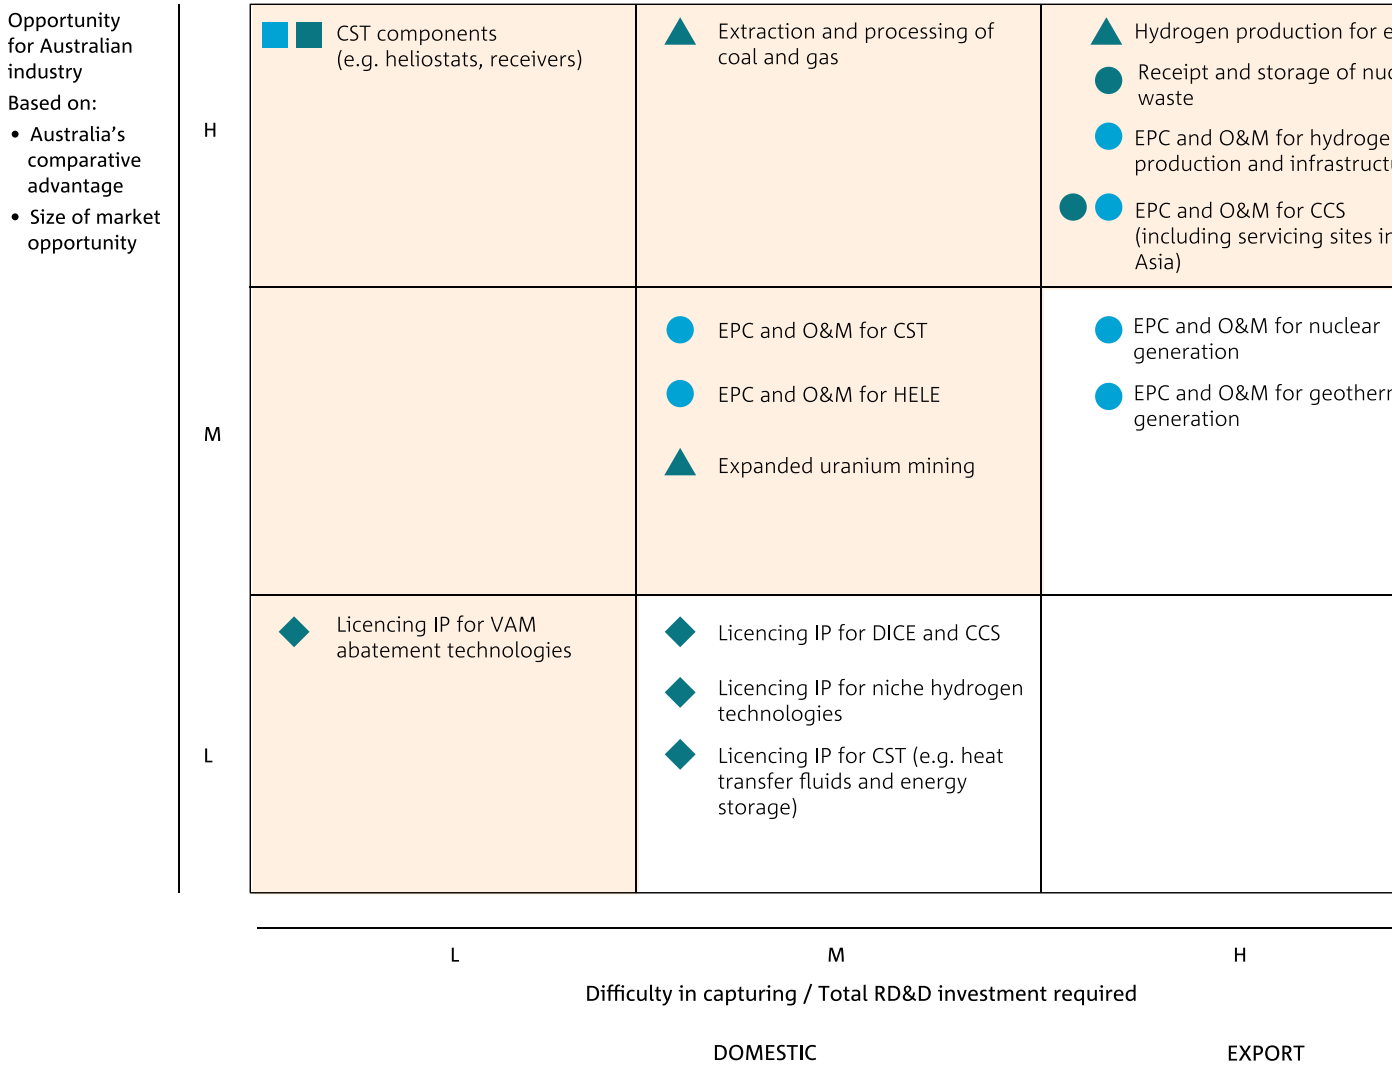 Opportunity
for Australian
industry
Based on:
• Australia's
comparative
advantage
• Size of market
opportunity
H
CST components
(e.g. heliostats, receivers)
Extraction and processing of
coal and gas
Hydrogen production for
Receipt and storage of
waste
EPC and O&M for
production and
EPC and O&M for CCS
(including servicing sites in
Asia)
M
EPC and O&M for CST
EPC and O&M for HELE
Expanded uranium mining
EPC and O&M for nuclear
generation
EPC and O&M for
generation
L
Licencing IP for VAM
abatement technologies
Licencing IP for DICE and CCS
Licencing IP for niche hydrogen
technologies
Licencing IP for CST (e.g. heat
transfer fluids and energy
storage)
L M H
Difficulty in capturing / Total RD&D investment required
DOMESTIC EXPORT